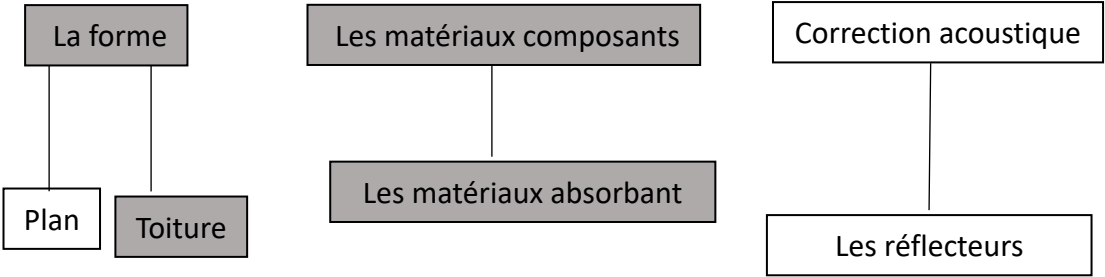 La forme
Les matériaux composants
Correction acoustique
Plan
Toiture
Les matériaux absorbant
Les réflecteurs